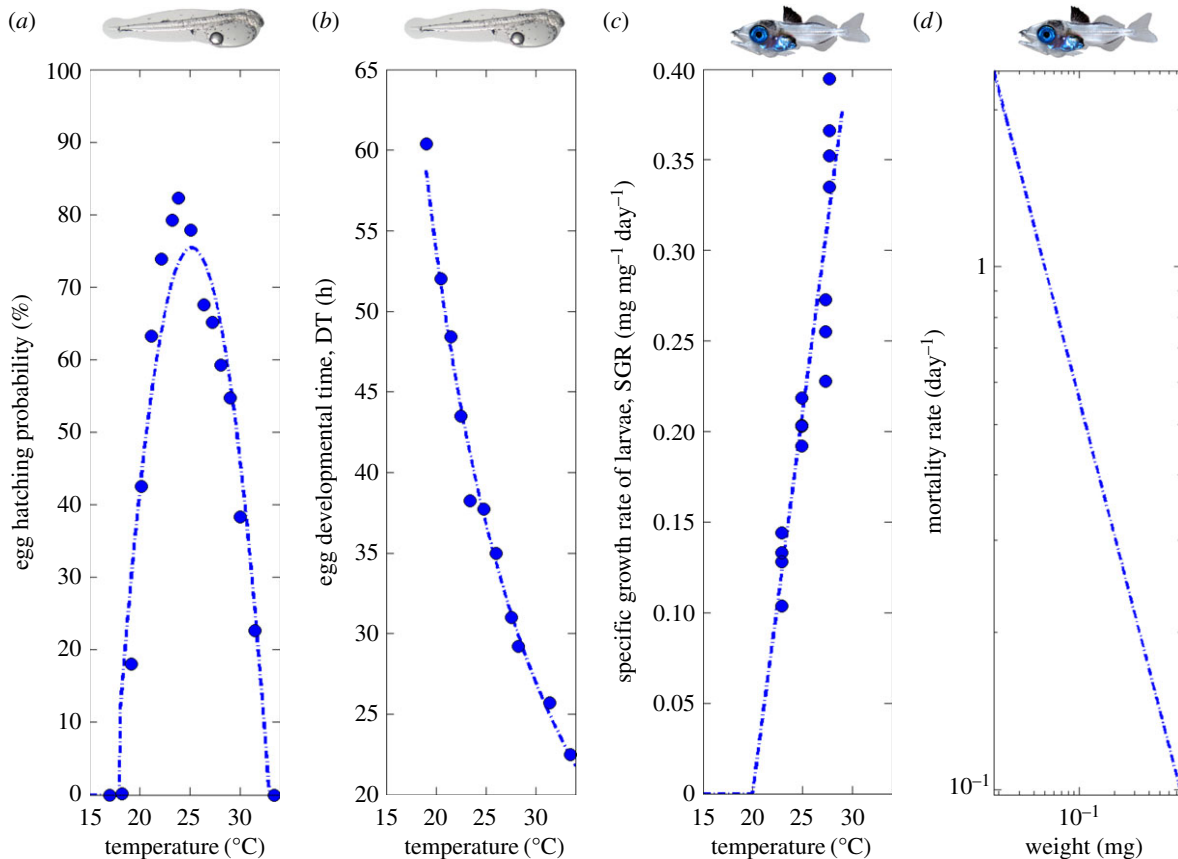 (a)
(b)
(c)
(d)
egg hatching probability (%)
100
90
80
70
60
50
40
30
20
10
0
15 20 25 30
temperature (°C)
egg developmental time, DT (h)
65
60
55
50
45
40
35
30
25
20
15 20 25 30
temperature (°C)
specific growth rate of larvae, SGR (mg mg⁻¹ day⁻¹)
0.40
0.35
0.30
0.25
0.20
0.15
0.10
0.05
0
15 20 25 30
temperature (°C)
mortality rate (day⁻¹)
1
10⁻¹
10⁻¹
weight (mg)